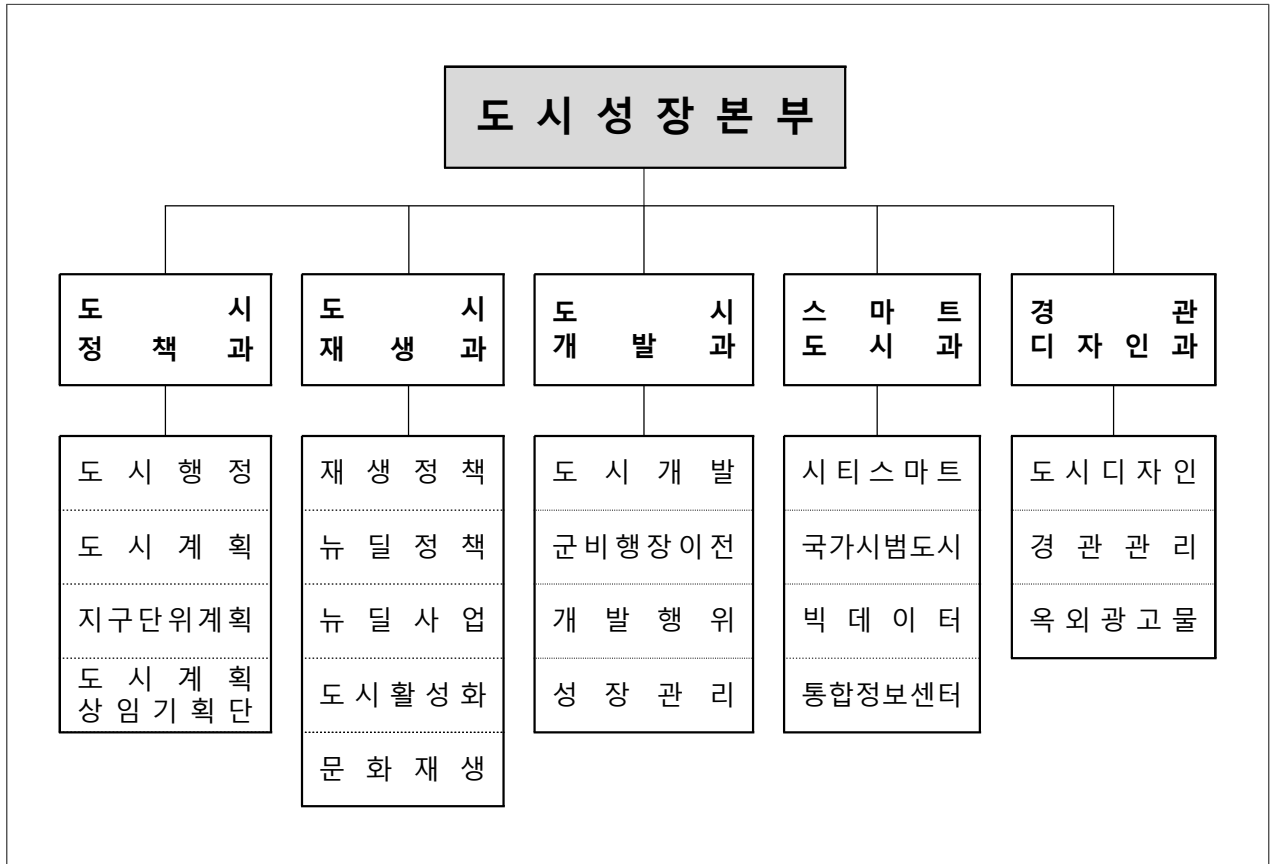 도시성장본부
도시
정책과
도시
재생과
도시
개발과
스마트
도시과
경관
디자인과
도시행정
도시계획
지구단위계획
도시계획
상임기획단
재생정책
뉴딜정책
뉴딜사업
도시활성화
문화재생
도시개발
군비행장이전
개발행위
성장관리
시티스마트
국가시범도시
빅데이터
통합정보센터
도시디자인
경관관리
옥외광고물